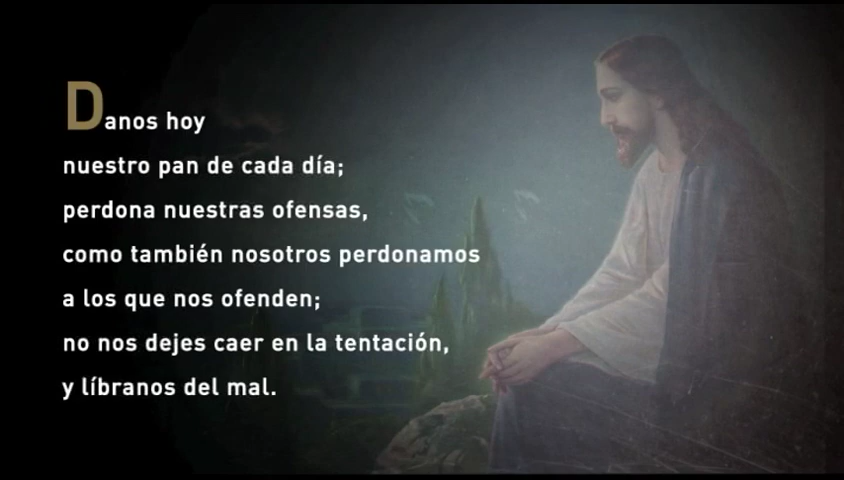 Danos hoy
nuestro pan de cada día;
perdona nuestras ofensas,
como también nosotros perdonamos
a los que nos ofenden;
no nos dejes caer en la tentación,
y líbranos del mal.